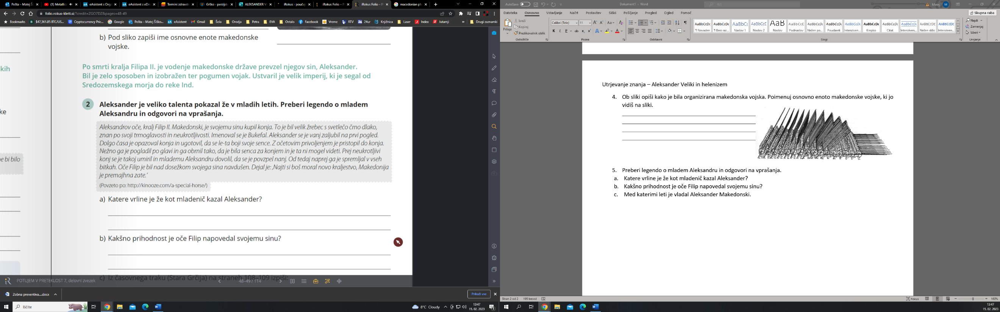 Pošta – Matej Š
(1) Metallica
eAsistent :: Org
eAsistent :: eDn
Termini zdravst
Grško - perzijsk
ALEKSANDER V
iRokus - poučuj
iRokus Folio – P
iRokus Folio – P
macedonian ph
folio.rokus-klett.si/?credit=ZGO7DZ&pages=48-49
Bookmarks
$47,361.85 BTC/US...
Cryptocurrency Pric...
Google
Pošta – Matej Šiško...
eAsistent
Gmail
Šola
Orodja
Petra
EVA
Ostalo
Facebook
Vreme
RTV
24ur
Knjižnica
Laser
Index
Jutarnji
»
Drugi zaznamki
b) Pod sliko zapiši ime osnovne enote makedonske
vojske.
kih
ke
e bi bilo
Po smrti kralja Filipa II. je vodenje makedonske države prevzel njegov sin, Aleksander.
Bil je zelo sposoben in izobražen ter pogumen vojak. Ustvaril je velik imperij, ki je segal od
Sredozemskega morja do reke Ind.
2 Aleksander je veliko talenta pokazal že v mladih letih. Preberi legendo o mladem
Aleksandru in odgovori na vprašanja.
Aleksandrov oče, kralj Filip II. Makedonski, je svojemu sinu kupil konja. To je bil velik žrebec s svetlečo črno dlako,
znan po svoji trmoglavosti in neukrotljivosti. Imenoval se je Bukefal. Aleksander se je vanj zaljubil na prvi pogled.
Dolgo časa je opazoval konja in ugotovil, da se le-ta boji svoje sence. Z očetovim privoljenjem je pristopil do konja.
Nežno ga je pogladil po glavi in ga obrnil tako, da je bila senca za konjem in je ta ni mogel videti. Prej neukrotljivi
konj se je takoj umiril in mlademu Aleksandru dovolil, da se je povzpel nanj. Od tedaj naprej ga je spremljal v vseh
bitkah. Oče Filip je bil nad dosežkom svojega sina navdušen. Dejal je: ‚Najti si boš moral novo kraljestvo, Makedonija
je premajhna zate.‘
(Povzeto po: http://kinooze.com/a-special-horse/)
a) Katere vrline je že kot mladenič kazal Aleksander?
b) Kakšno prihodnost je oče Filip napovedal svojemu sinu?
c) Iz časovnega traku (Stara Grčija) na straneh 108–109 izpiši:
POTUJEM V PRETEKLOST 7, delovni zvezek
48–49 / 114
Zobna preventiva....docx
Prikaži vse
Iščite
8°C Cloudy
13:47
15. 02. 2023
AutoSave
Dokument1 - Word
Išči
Matej
M
Datoteka
Osnovno
Vstavljanje
Načrt
Postavitev
Sklici
Pošiljanje
Pregled
Ogled
Pomoč
Skupna raba
Prilepi
Izreži
Kopiraj
Preslikovalnik oblik
Odložišče
Calibri (Telo)
11
Pisava
Odstavek
¶ Navaden
¶ Brez raz...
Naslov 1
Naslov 2
Naslov
Podnaslov
Nežen po...
Poudarek
Intenziven...
Krepko
Citat
Intenziven...
Nežen sklic
Intenziven...
Slogi
Najdi
Zamenjaj
Izberi
Urejanje
Utrjevanje znanja – Aleksander Veliki in helenizem
4. Ob sliki opiši kako je bila organizirana makedonska vojska. Poimenuj osnovno enoto makedonske vojske, ki jo
vidiš na sliki.
5. Preberi legendo o mladem Aleksandru in odgovori na vprašanja.
a. Katere vrline je že kot mladenič kazal Aleksander?
b. Kakšno prihodnost je oče Filip napovedal svojemu sinu?
c. Med katerimi leti je vladal Aleksander Makedonski.
Stran 2 od 2
195 besed
Fokus
160%
13:47
15. 02. 2023